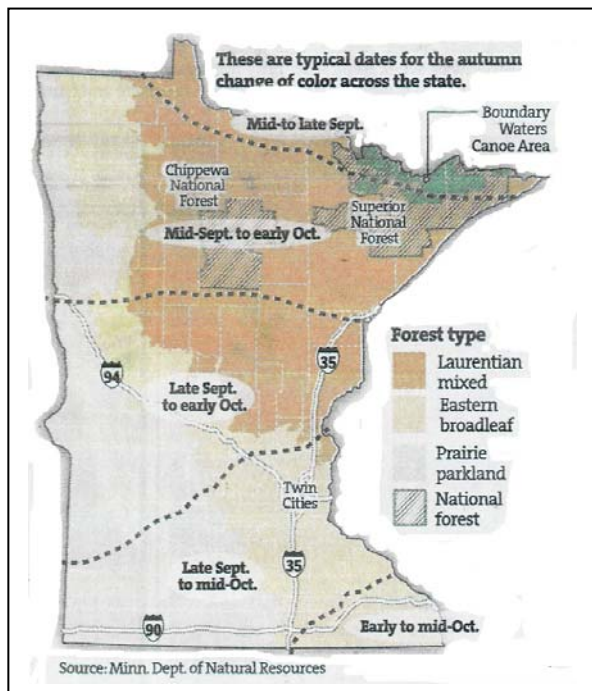 These are typical dates for the autumn
change of color across the state.
Mid-to late Sept.
Boundary
Waters
Canoe Area
Chippewa
National
Forest
Superior
National
Forest
Mid-Sept. to early Oct.
Forest type
Laurentian
mixed
Eastern
broadleaf
Prairie
parkland
National
forest
35
94
Late Sept.
to early Oct.
Twin
Cities
Late Sept.
to mid-Oct.
35
90
Early to mid-Oct.
Source: Minn. Dept. of Natural Resources